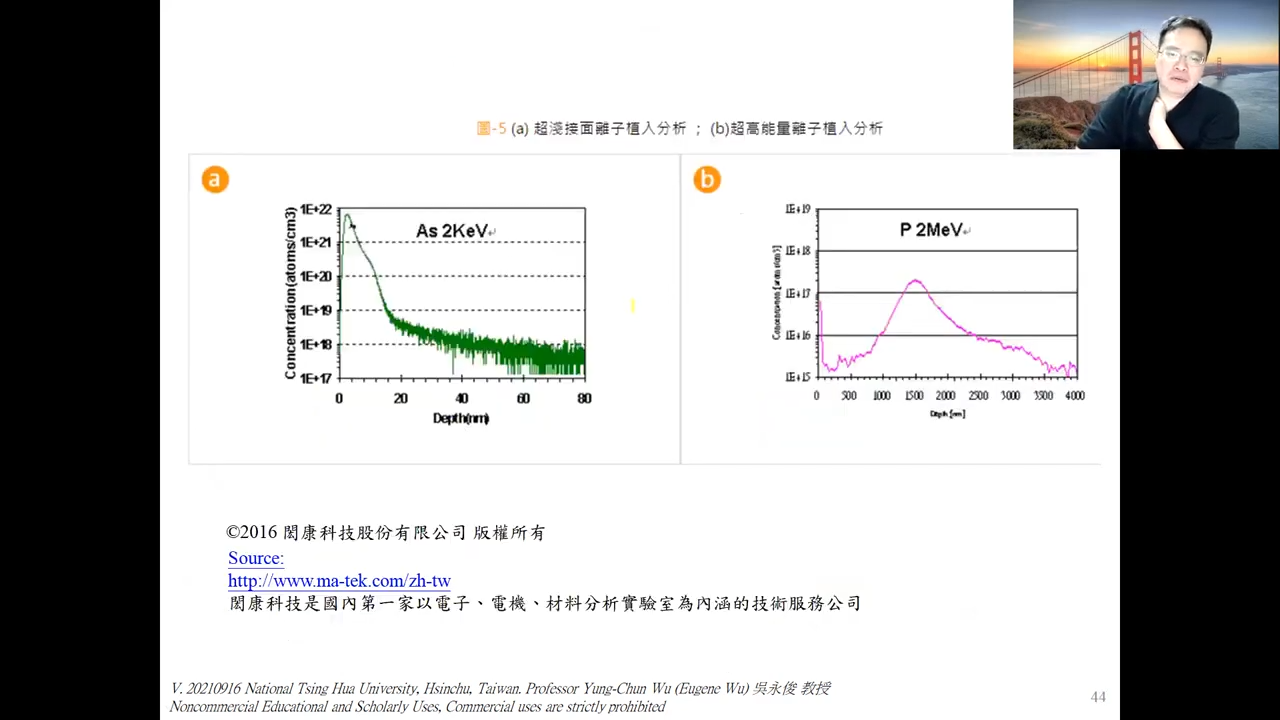 圖-5 (a) 超淺接面離子植入分析 ； (b)超高能量離子植入分析
a
b
As 2KeV
Concentration(atoms/cm3)
1E+22
1E+21
1E+20
1E+19
1E+18
1E+17
0 20 40 60 80
Depth(nm)
P 2MeV
1E+19
1E+18
1E+17
1E+16
1E+15
0 500 1000 1500 2000 2500 3000 3500 4000
Depth [nm]
©2016 閎康科技股份有限公司 版權所有
Source:
http://www.ma-tek.com/zh-tw
閎康科技是國內第一家以電子、電機、材料分析實驗室為內涵的技術服務公司
V. 20210916 National Tsing Hua University, Hsinchu, Taiwan. Professor Yung-Chun Wu (Eugene Wu) 吳永俊 教授
Noncommercial Educational and Scholarly Uses, Commercial uses are strictly prohibited
44